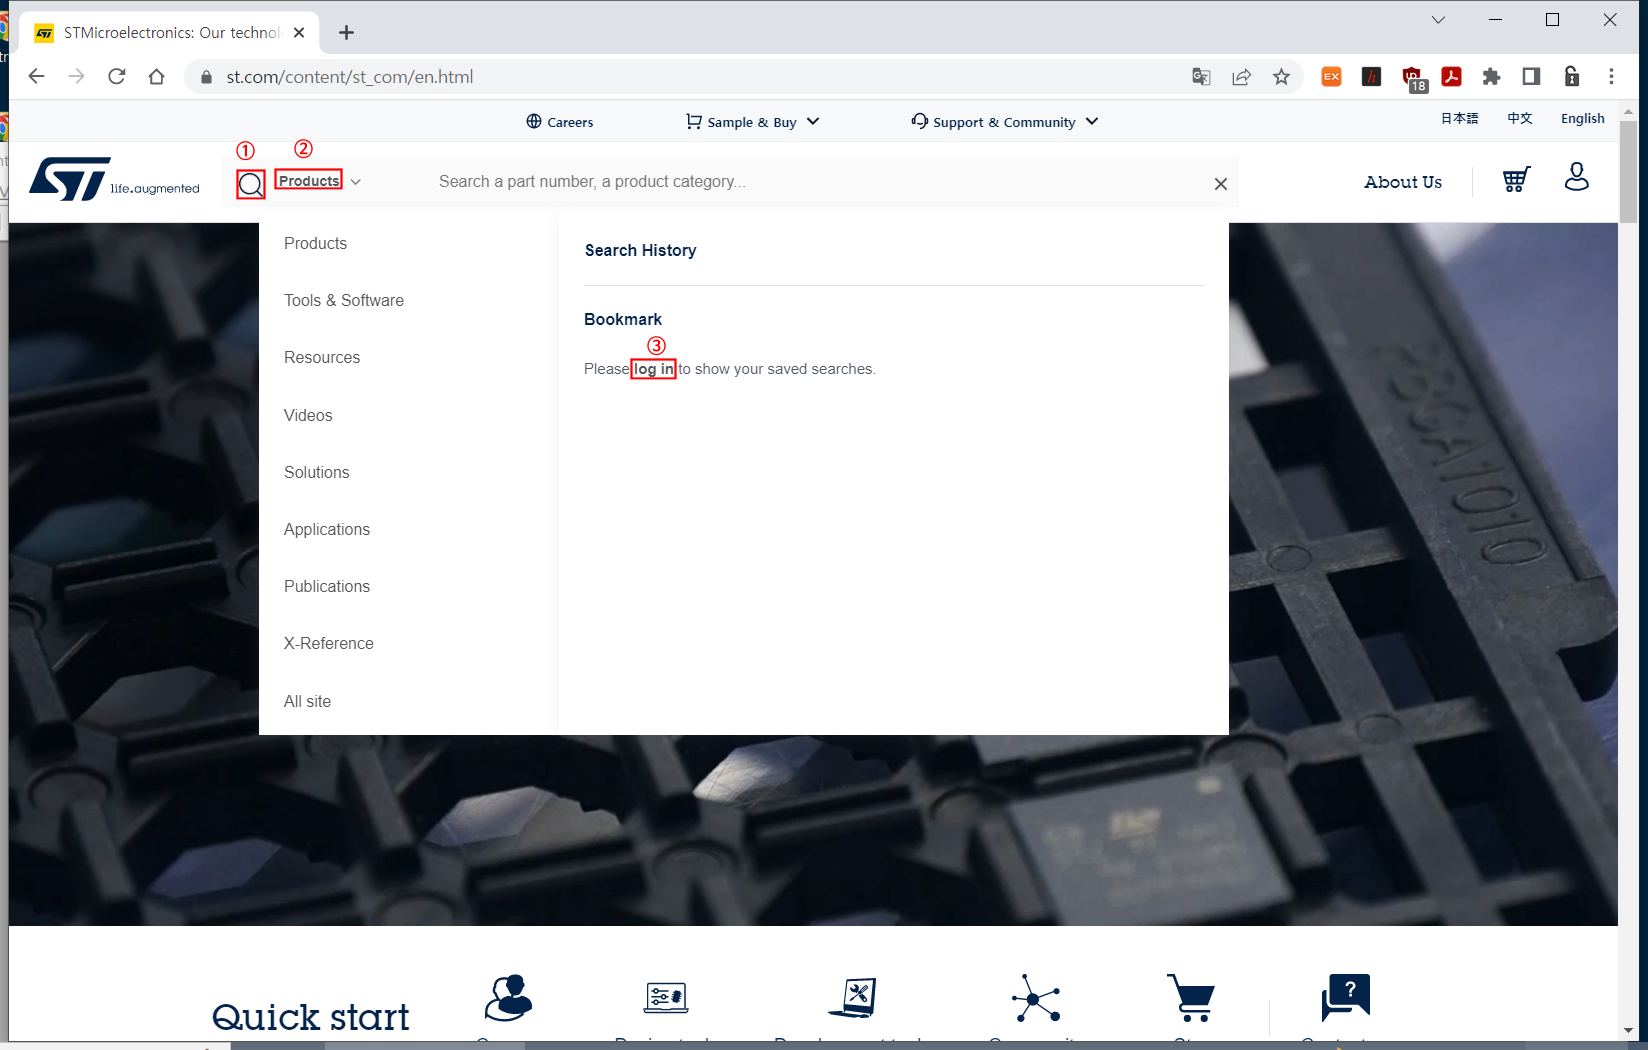 STMicroelectronics: Our technol
st.com/content/st_com/en.html
EX
18
Careers
Sample & Buy
Support & Community
日本語
中文
English
①
②
ST life.augmented
Products
Search a part number, a product category...
About Us
Products
Tools & Software
Resources
Videos
Solutions
Applications
Publications
X-Reference
All site
Search History
Bookmark
③
Please log in to show your saved searches.
BGA1010
Quick start
?